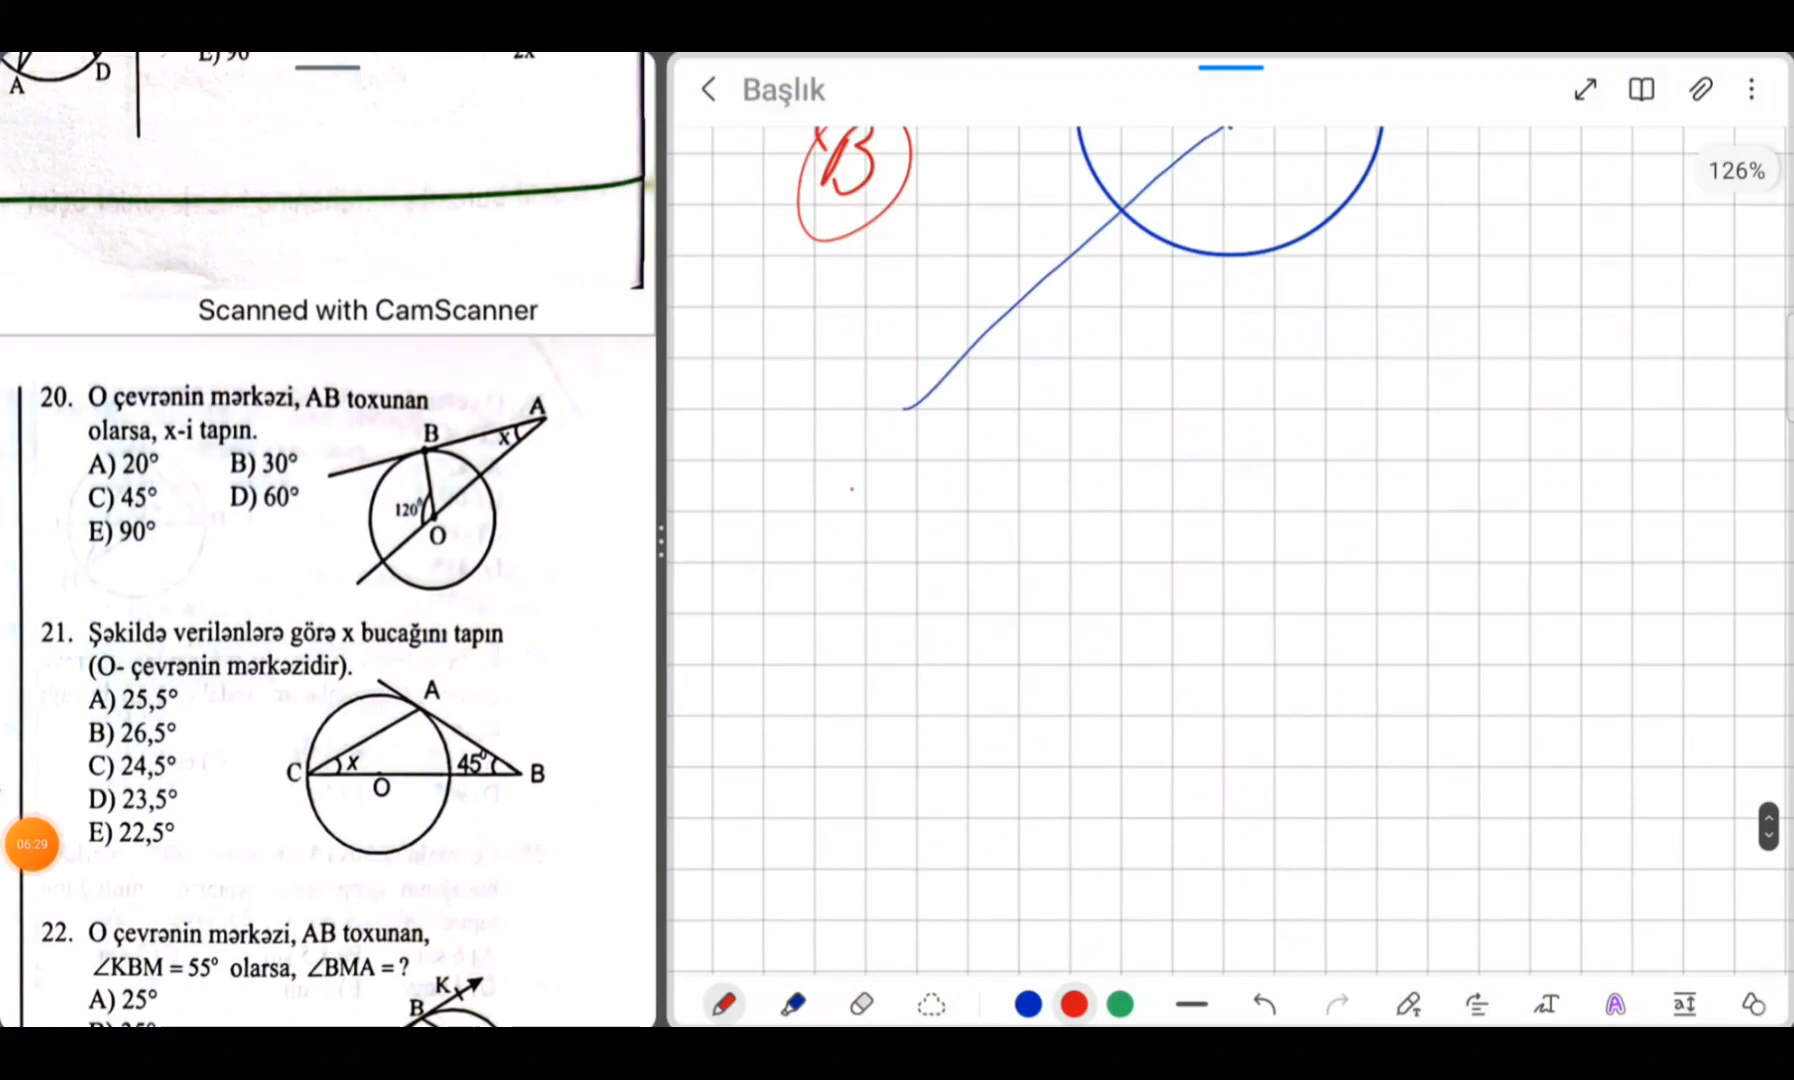 A
D
E) 90
2x
Scanned with CamScanner
20. O çevrənin mərkəzi, AB toxunan
olarsa, x-i tapın.
A) 20° B) 30°
C) 45° D) 60°
E) 90°
A
B
x
120°
O
21. Şəkildə verilənlərə görə x bucağını tapın
(O- çevrənin mərkəzidir).
A) 25,5°
B) 26,5°
C) 24,5°
D) 23,5°
E) 22,5°
A
C
x
O
45°
B
22. O çevrənin mərkəzi, AB toxunan,
∠KBM = 55° olarsa, ∠BMA = ?
A) 25°
K
B
06:29
Başlık
126%
B